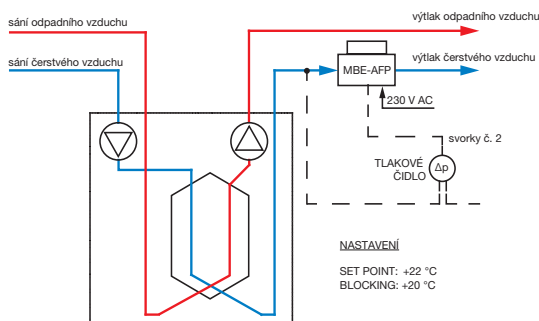 sání odpadního vzduchu
výtlak odpadního vzduchu
sání čerstvého vzduchu
výtlak čerstvého vzduchu
MBE-AFP
230 V AC
svorky č. 2
TLAKOVÉ
ČIDLO
Δp
NASTAVENÍ
SET POINT: +22 °C
BLOCKING: +20 °C